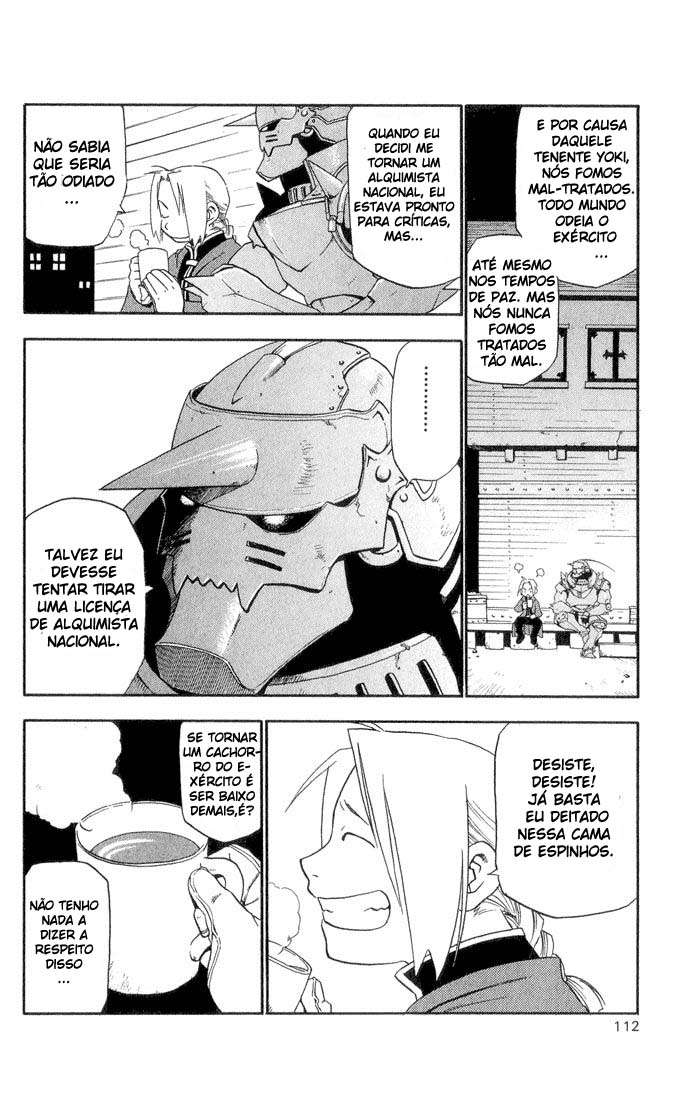 E POR CAUSA
DAQUELE
TENENTE YOKI,
NÓS FOMOS
MAL-TRATADOS.
TODO MUNDO
ODEIA O
EXÉRCITO
...
ATÉ MESMO
NOS TEMPOS
DE PAZ. MAS
NÓS NUNCA
FOMOS
TRATADOS
TÃO MAL.
QUANDO EU
DECIDI ME
TORNAR UM
ALQUIMISTA
NACIONAL, EU
ESTAVA PRONTO
PARA CRÍTICAS,
MAS...
NÃO SABIA
QUE SERIA
TÃO ODIADO
...
.........
TALVEZ EU
DEVESSE
TENTAR TIRAR
UMA LICENÇA
DE ALQUIMISTA
NACIONAL.
DESISTE,
DESISTE!
JÁ BASTA
EU DEITADO
NESSA CAMA
DE ESPINHOS.
SE TORNAR
UM CACHOR-
RO DO E-
XÉRCITO É
SER BAIXO
DEMAIS,É?
NÃO TENHO
NADA A
DIZER A
RESPEITO
DISSO
...
112